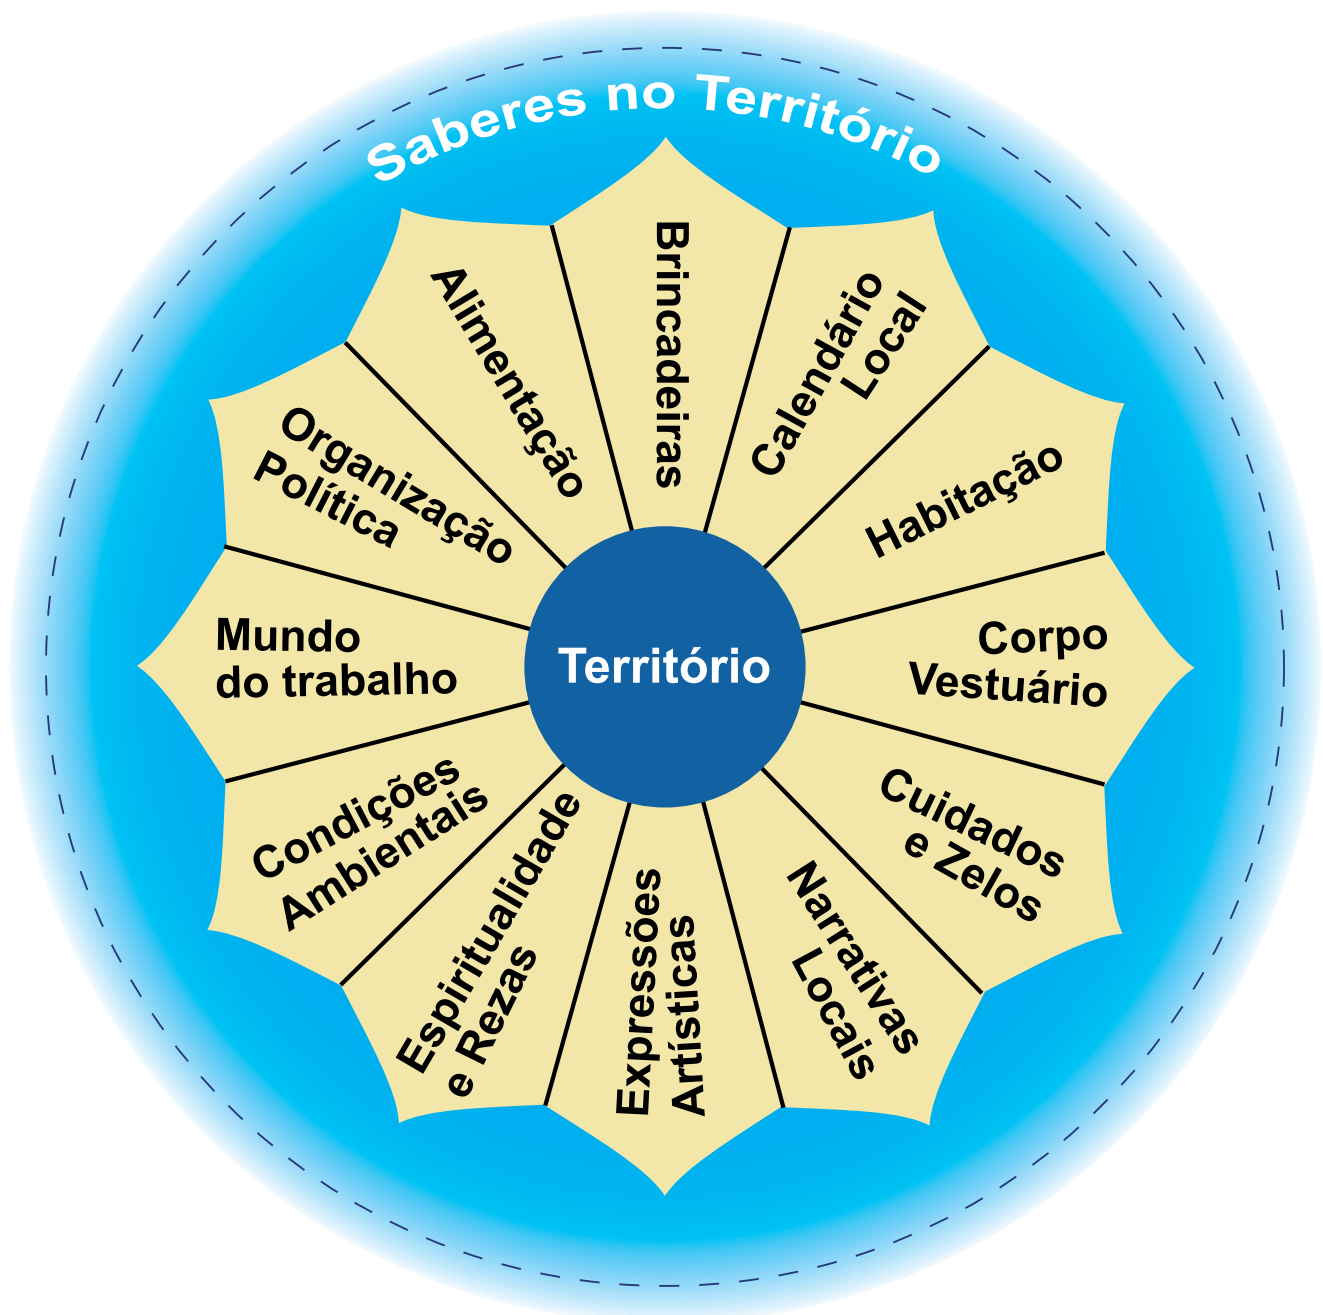 Saberes no Território
Brincadeiras
Calendário
Local
Habitação
Corpo
Vestuário
Cuidados
e Zelos
Narrativas
Locais
Expressões
Artísticas
Espiritualidade
e Rezas
Condições
Ambientais
Mundo
do trabalho
Organização
Política
Alimentação
Território